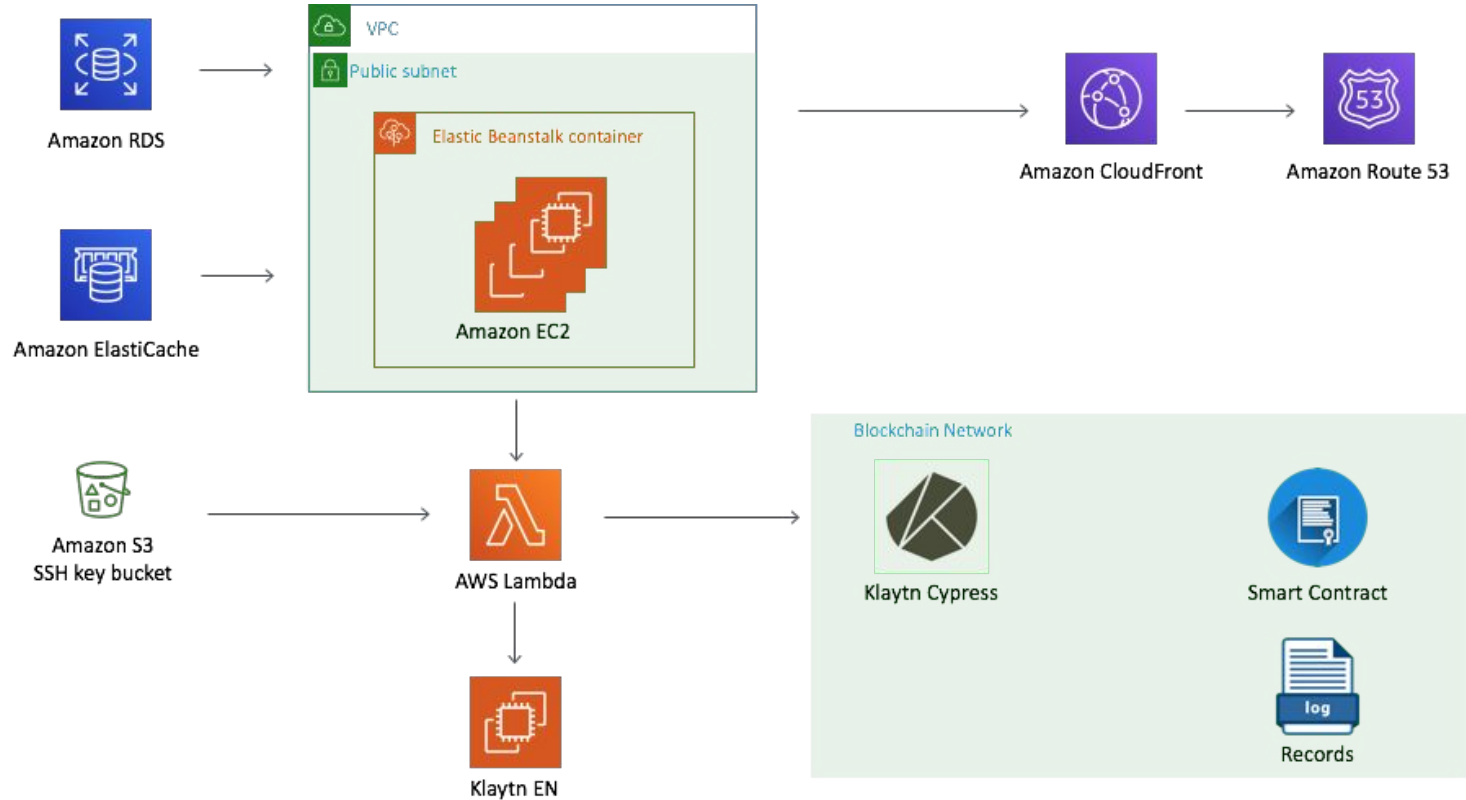 VPC
Public subnet
Elastic Beanstalk container
Amazon RDS
53
Amazon CloudFront
Amazon Route 53
Amazon EC2
Amazon ElastiCache
Blockchain Network
Amazon S3
SSH key bucket
AWS Lambda
Klaytn Cypress
Smart Contract
log
Records
Klaytn EN